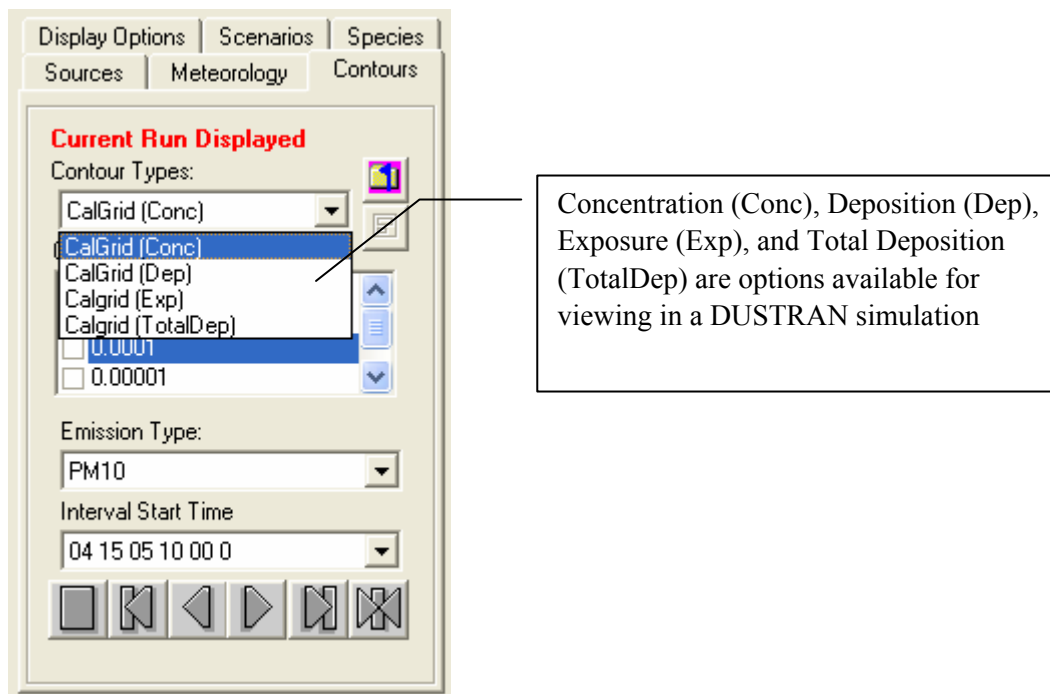 Display Options Scenarios Species
Sources Meteorology Contours
Current Run Displayed
Contour Types:
CalGrid (Conc)
CalGrid (Conc)
CalGrid (Dep)
Calgrid (Exp)
Calgrid (TotalDep)
0.0001
0.00001
Emission Type:
PM10
Interval Start Time
04 15 05 10 00 0
Concentration (Conc), Deposition (Dep),
Exposure (Exp), and Total Deposition
(TotalDep) are options available for
viewing in a DUSTRAN simulation